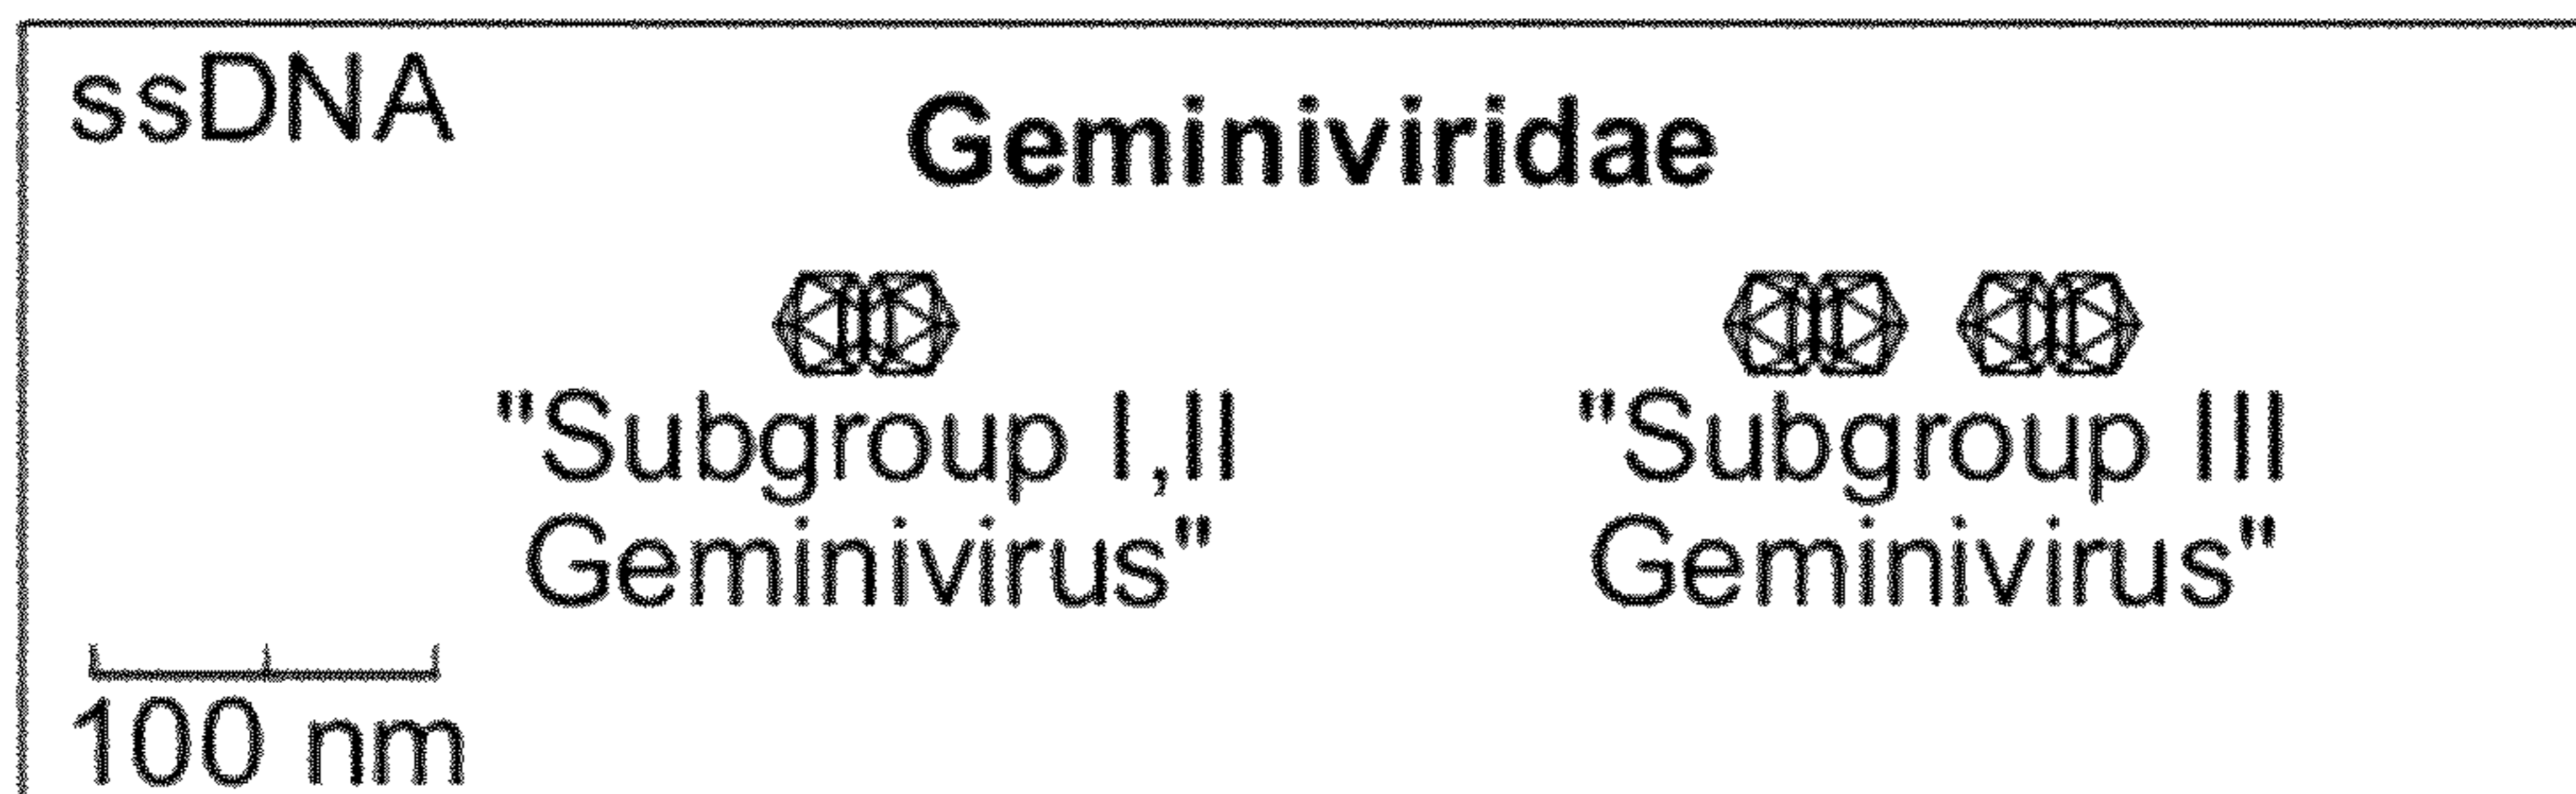 ssDNA
Geminiviridae
"Subgroup I,II
Geminivirus"
"Subgroup III
Geminivirus"
100 nm